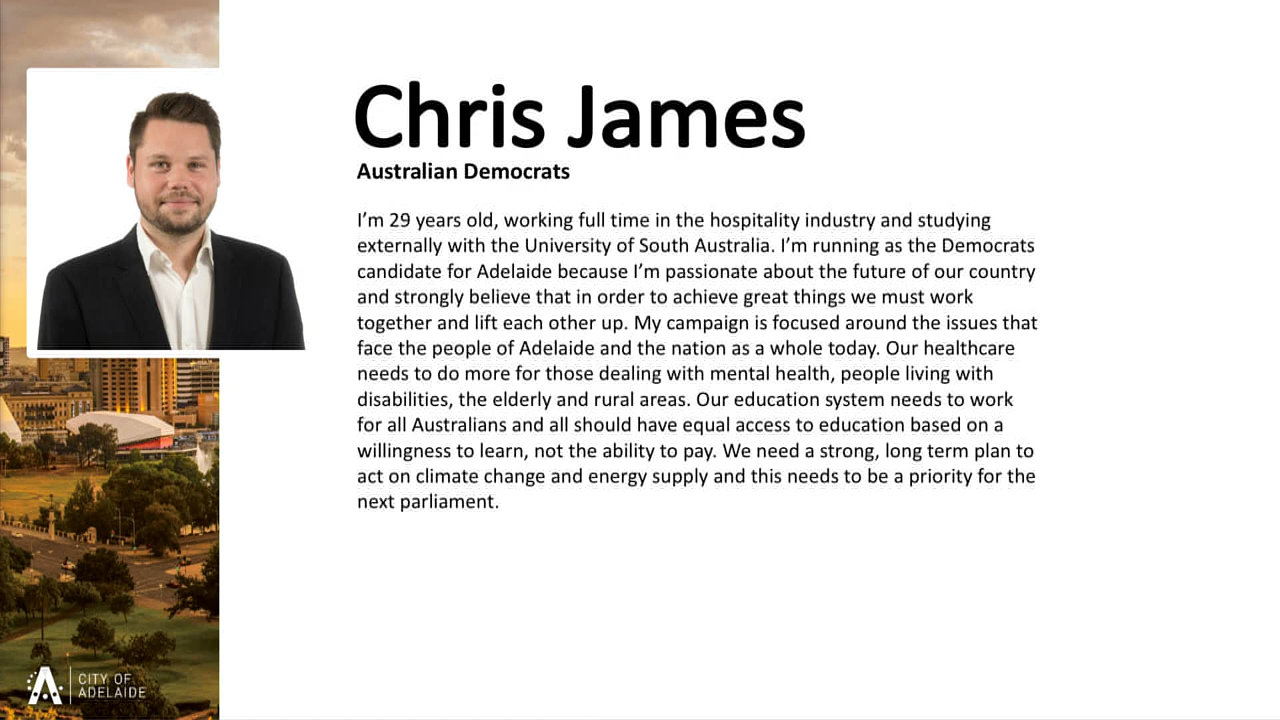 Chris James
Australian Democrats
I’m 29 years old, working full time in the hospitality industry and studying
externally with the University of South Australia. I’m running as the Democrats
candidate for Adelaide because I’m passionate about the future of our country
and strongly believe that in order to achieve great things we must work
together and lift each other up. My campaign is focused around the issues that
face the people of Adelaide and the nation as a whole today. Our healthcare
needs to do more for those dealing with mental health, people living with
disabilities, the elderly and rural areas. Our education system needs to work
for all Australians and all should have equal access to education based on a
willingness to learn, not the ability to pay. We need a strong, long term plan to
act on climate change and energy supply and this needs to be a priority for the
next parliament.
CITY OF
ADELAIDE